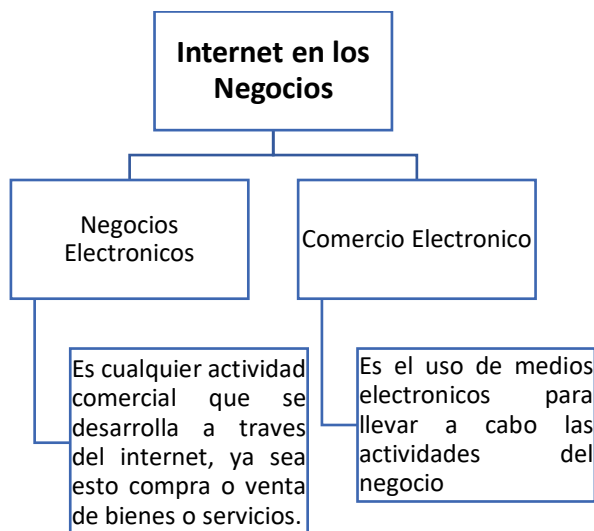 Internet en los
Negocios
Negocios
Electronicos
Comercio Electronico
Es cualquier actividad
comercial que se
desarrolla a traves
del internet, ya sea
esto compra o venta
de bienes o servicios.
Es el uso de medios
electronicos para
llevar a cabo las
actividades del
negocio